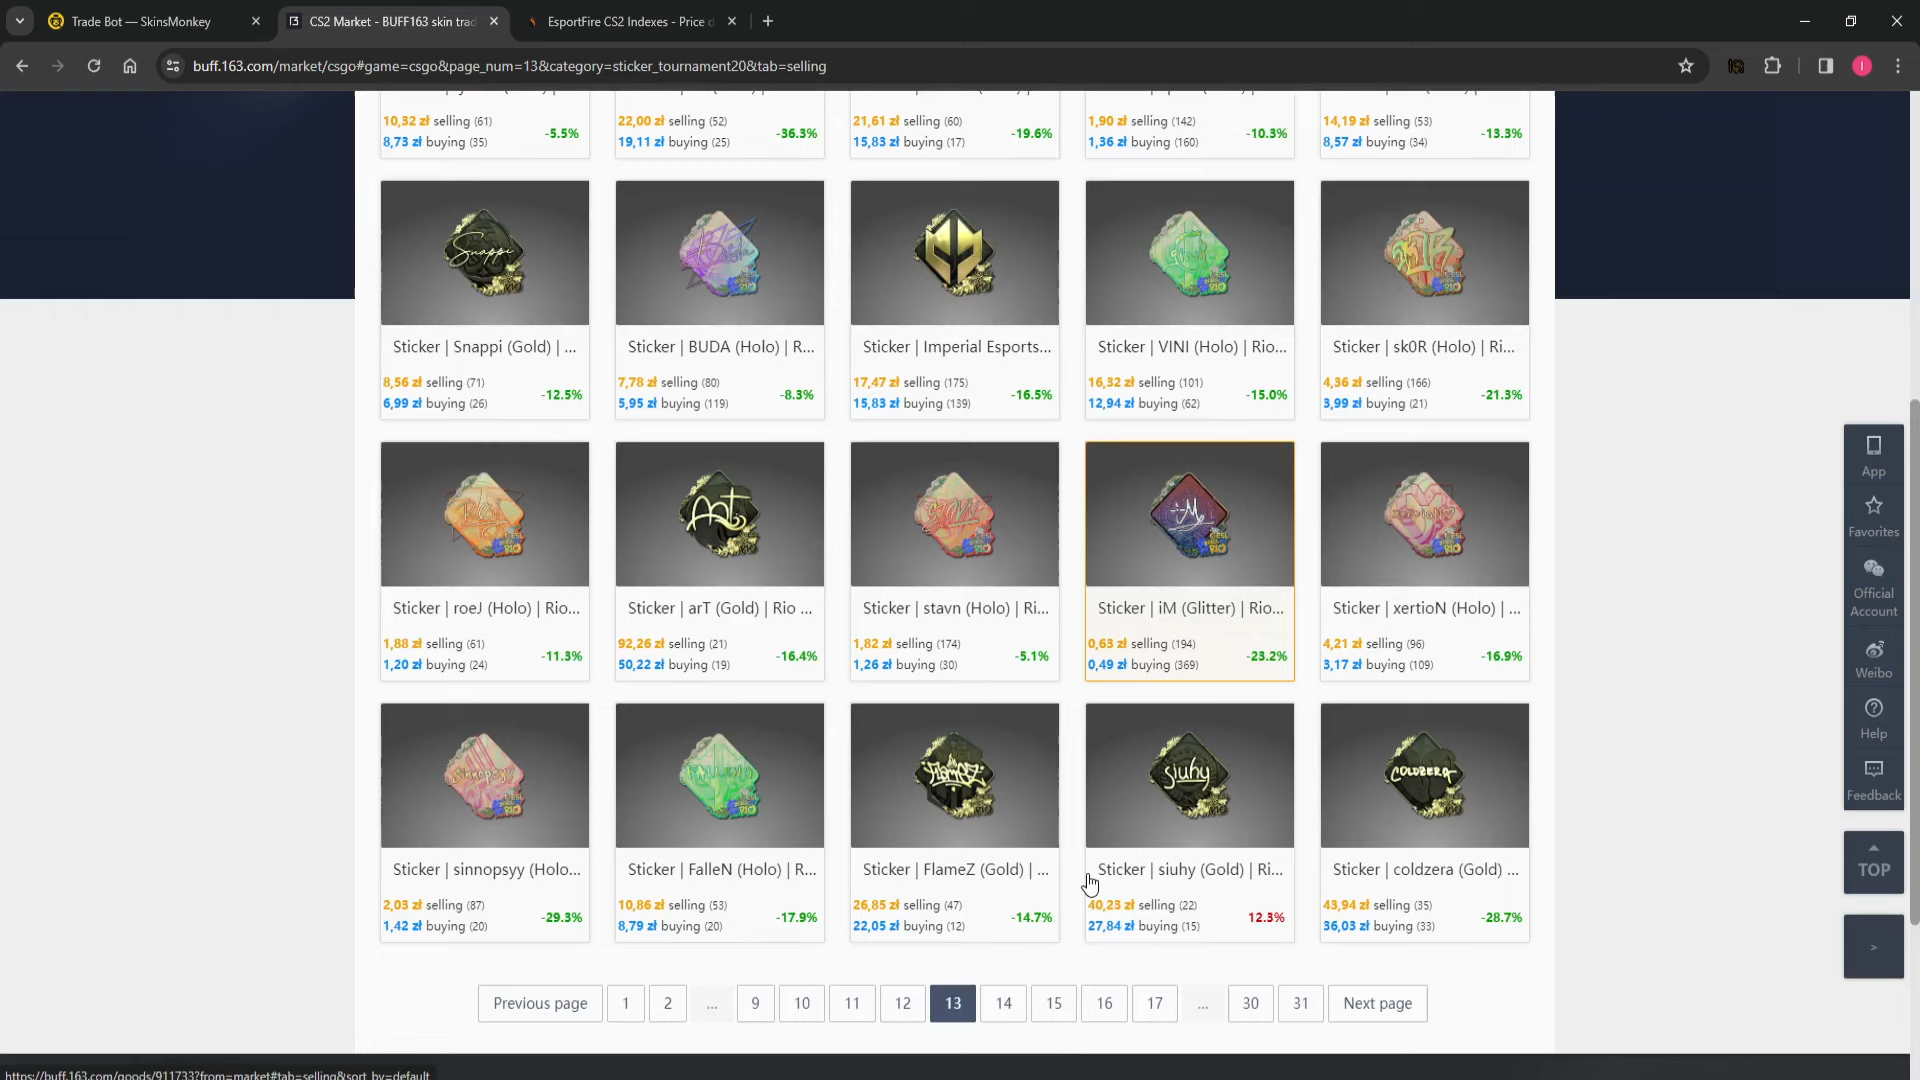 Trade Bot — SkinsMonkey
CS2 Market - BUFF163 skin trad
EsportFire CS2 Indexes - Price c
buff.163.com/market/csgo#game=csgo&page_num=13&category=sticker_tournament20&tab=selling
10,32 zł selling (61)
8,73 zł buying (35)
-5.5%
22,00 zł selling (52)
19,11 zł buying (25)
-36.3%
21,61 zł selling (60)
15,83 zł buying (17)
-19.6%
1,90 zł selling (142)
1,36 zł buying (160)
-10.3%
14,19 zł selling (53)
8,57 zł buying (34)
-13.3%
Snappi
Sticker | Snappi (Gold) | ...
8,56 zł selling (71)
6,99 zł buying (26)
-12.5%
Sticker | BUDA (Holo) | R...
7,78 zł selling (80)
5,95 zł buying (119)
-8.3%
Sticker | Imperial Esports...
17,47 zł selling (175)
15,83 zł buying (139)
-16.5%
Sticker | VINI (Holo) | Rio...
16,32 zł selling (101)
12,94 zł buying (62)
-15.0%
Sticker | sk0R (Holo) | Ri...
4,36 zł selling (166)
3,99 zł buying (21)
-21.3%
Sticker | roeJ (Holo) | Rio...
1,88 zł selling (61)
1,20 zł buying (24)
-11.3%
Art
Sticker | arT (Gold) | Rio ...
92,26 zł selling (21)
50,22 zł buying (19)
-16.4%
STAVN
Sticker | stavn (Holo) | Ri...
1,82 zł selling (174)
1,26 zł buying (30)
-5.1%
iM
Sticker | iM (Glitter) | Rio...
0,63 zł selling (194)
0,49 zł buying (369)
-23.2%
Sticker | xertioN (Holo) | ...
4,21 zł selling (96)
3,17 zł buying (109)
-16.9%
Sinnopsyy
Sticker | sinnopsyy (Holo...
2,03 zł selling (87)
1,42 zł buying (20)
-29.3%
FALLEN
Sticker | FalleN (Holo) | R...
10,86 zł selling (53)
8,79 zł buying (20)
-17.9%
FlameZ
Sticker | FlameZ (Gold) | ...
26,85 zł selling (47)
22,05 zł buying (12)
-14.7%
siuhy
Sticker | siuhy (Gold) | Ri...
40,23 zł selling (22)
27,84 zł buying (15)
12.3%
COLDZERA
Sticker | coldzera (Gold) ...
43,94 zł selling (35)
36,03 zł buying (33)
-28.7%
Previous page 1 2 ... 9 10 11 12 13 14 15 16 17 ... 30 31 Next page
App
Favorites
Official
Account
Weibo
Help
Feedback
TOP
>
https://buff.163.com/goods/911733?from=market#tab=selling&sort_by=default